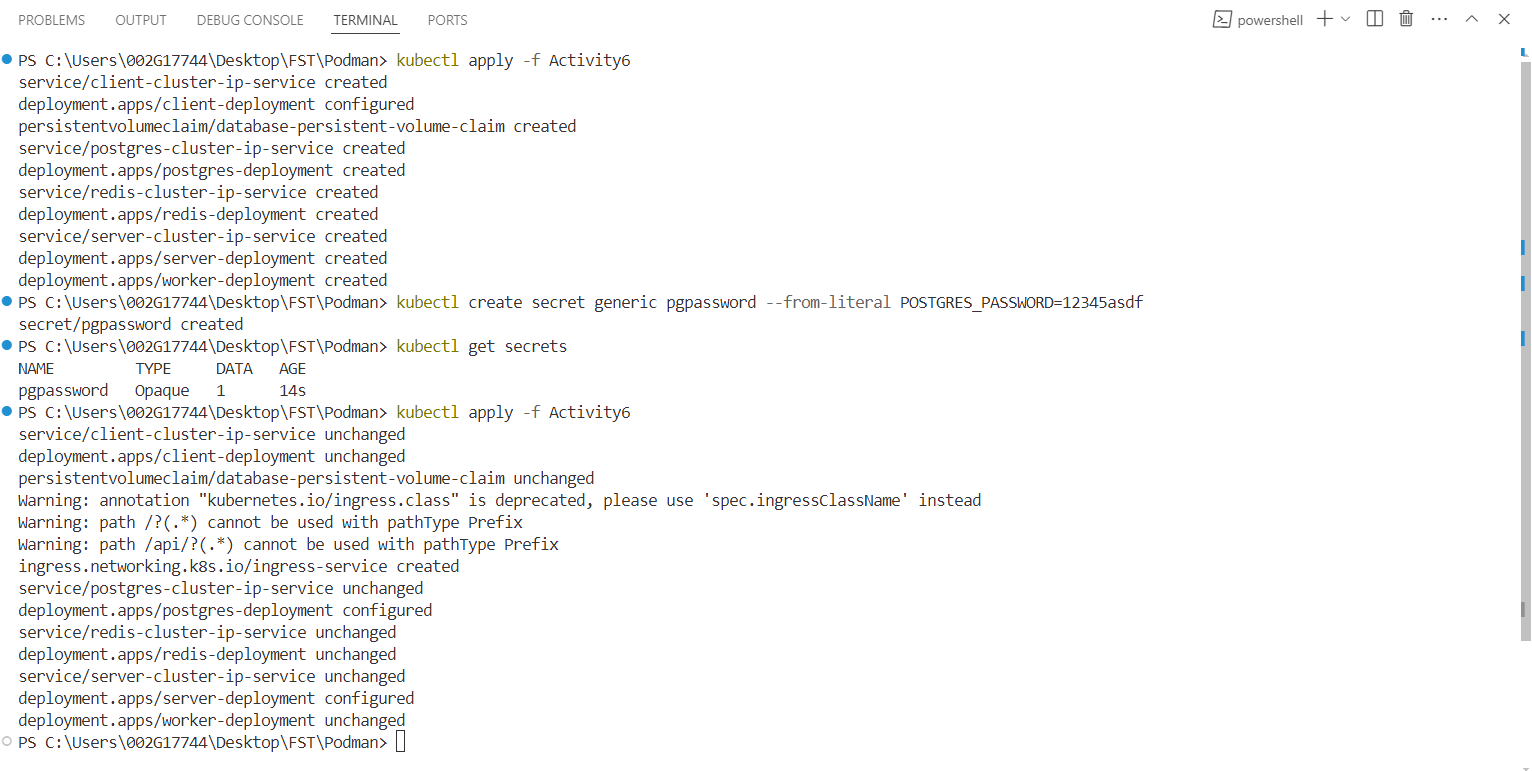 PROBLEMS OUTPUT DEBUG CONSOLE TERMINAL PORTS powershell
PS C:\Users\002G17744\Desktop\FST\Podman> kubectl apply -f Activity6
service/client-cluster-ip-service created
deployment.apps/client-deployment configured
persistentvolumeclaim/database-persistent-volume-claim created
service/postgres-cluster-ip-service created
deployment.apps/postgres-deployment created
service/redis-cluster-ip-service created
deployment.apps/redis-deployment created
service/server-cluster-ip-service created
deployment.apps/server-deployment created
deployment.apps/worker-deployment created
PS C:\Users\002G17744\Desktop\FST\Podman> kubectl create secret generic pgpassword --from-literal POSTGRES_PASSWORD=12345asdf
secret/pgpassword created
PS C:\Users\002G17744\Desktop\FST\Podman> kubectl get secrets
NAME TYPE DATA AGE
pgpassword Opaque 1 14s
PS C:\Users\002G17744\Desktop\FST\Podman> kubectl apply -f Activity6
service/client-cluster-ip-service unchanged
deployment.apps/client-deployment unchanged
persistentvolumeclaim/database-persistent-volume-claim unchanged
Warning: annotation "kubernetes.io/ingress.class" is deprecated, please use 'spec.ingressClassName' instead
Warning: path /?(.*) cannot be used with pathType Prefix
Warning: path /api/?(.*) cannot be used with pathType Prefix
ingress.networking.k8s.io/ingress-service created
service/postgres-cluster-ip-service unchanged
deployment.apps/postgres-deployment configured
service/redis-cluster-ip-service unchanged
deployment.apps/redis-deployment unchanged
service/server-cluster-ip-service unchanged
deployment.apps/server-deployment configured
deployment.apps/worker-deployment unchanged
PS C:\Users\002G17744\Desktop\FST\Podman>